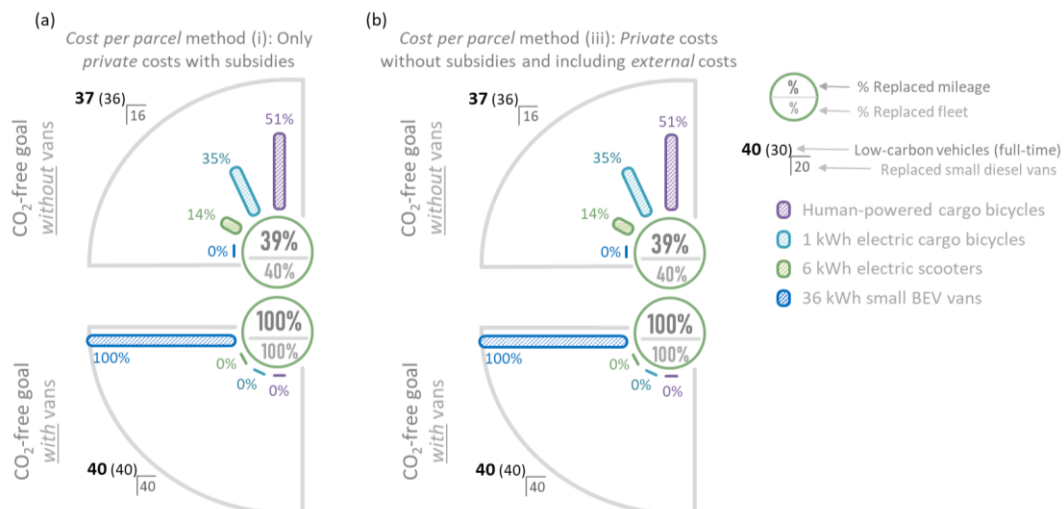 (a)
Cost per parcel method (i): Only
private costs with subsidies
37 (36)
16
51%
35%
14%
0%
39%
40%
CO2-free goal
without vans
100%
100%
100%
0%
0%
0%
40 (40)
40
CO2-free goal
with vans
(b)
Cost per parcel method (iii): Private costs
without subsidies and including external costs
37 (36)
16
51%
35%
14%
0%
39%
40%
CO2-free goal
without vans
100%
100%
100%
0%
0%
0%
40 (40)
40
CO2-free goal
with vans
%
% Replaced mileage
%
% Replaced fleet
40 (30)
Low-carbon vehicles (full-time)
20
Replaced small diesel vans
Human-powered cargo bicycles
1 kWh electric cargo bicycles
6 kWh electric scooters
36 kWh small BEV vans